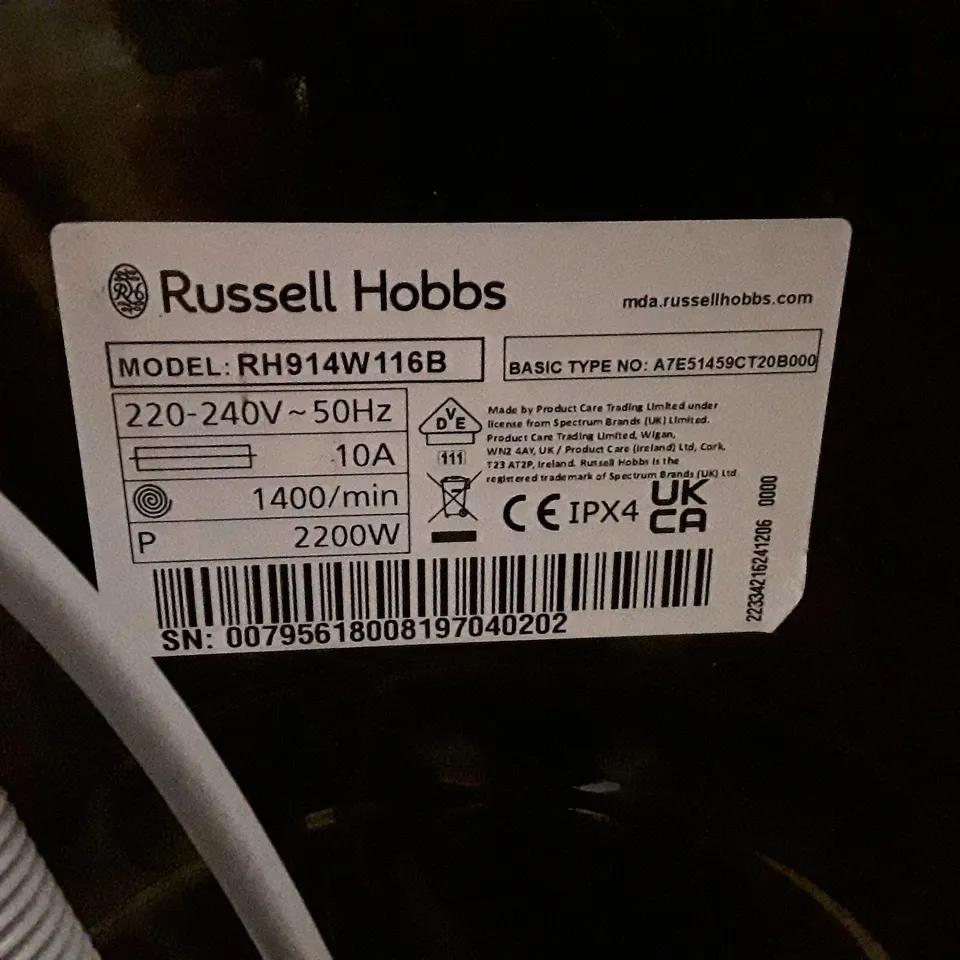 RH
Russell Hobbs
mda.russellhobbs.com
MODEL: RH914W116B
BASIC TYPE NO: A7E51459CT20B000
220-240V~50Hz
10A
1400/min
P 2200W
VDE
111
Made by Product Care Trading Limited under
license from Spectrum Brands (UK) Limited.
Product Care Trading Limited, Wigan,
WN2 4AY, UK / Product Care (Ireland) Ltd, Cork,
T23 AT2P, Ireland. Russell Hobbs is the
registered trademark of Spectrum Brands (UK) Ltd
CE IPX4 UK
CA
SN: 00795618008197040202
22334216241206 0000